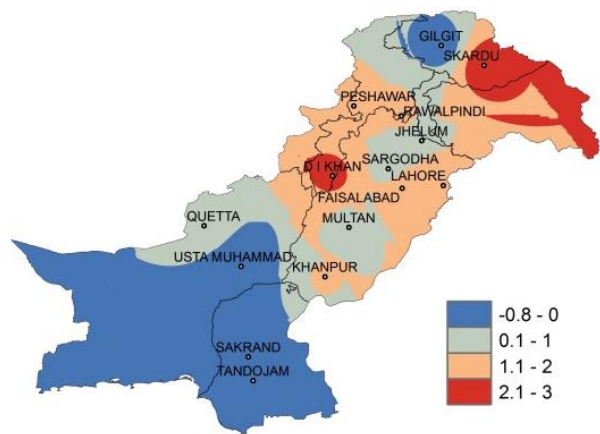 GILGIT
SKARDU
PESHAWAR
RAWALPINDI
JHELUM
SARGODHA
D I KHAN
LAHORE
FAISALABAD
QUETTA
MULTAN
USTA MUHAMMAD
KHANPUR
SAKRAND
TANDOJAM
-0.8 - 0
0.1 - 1
1.1 - 2
2.1 - 3